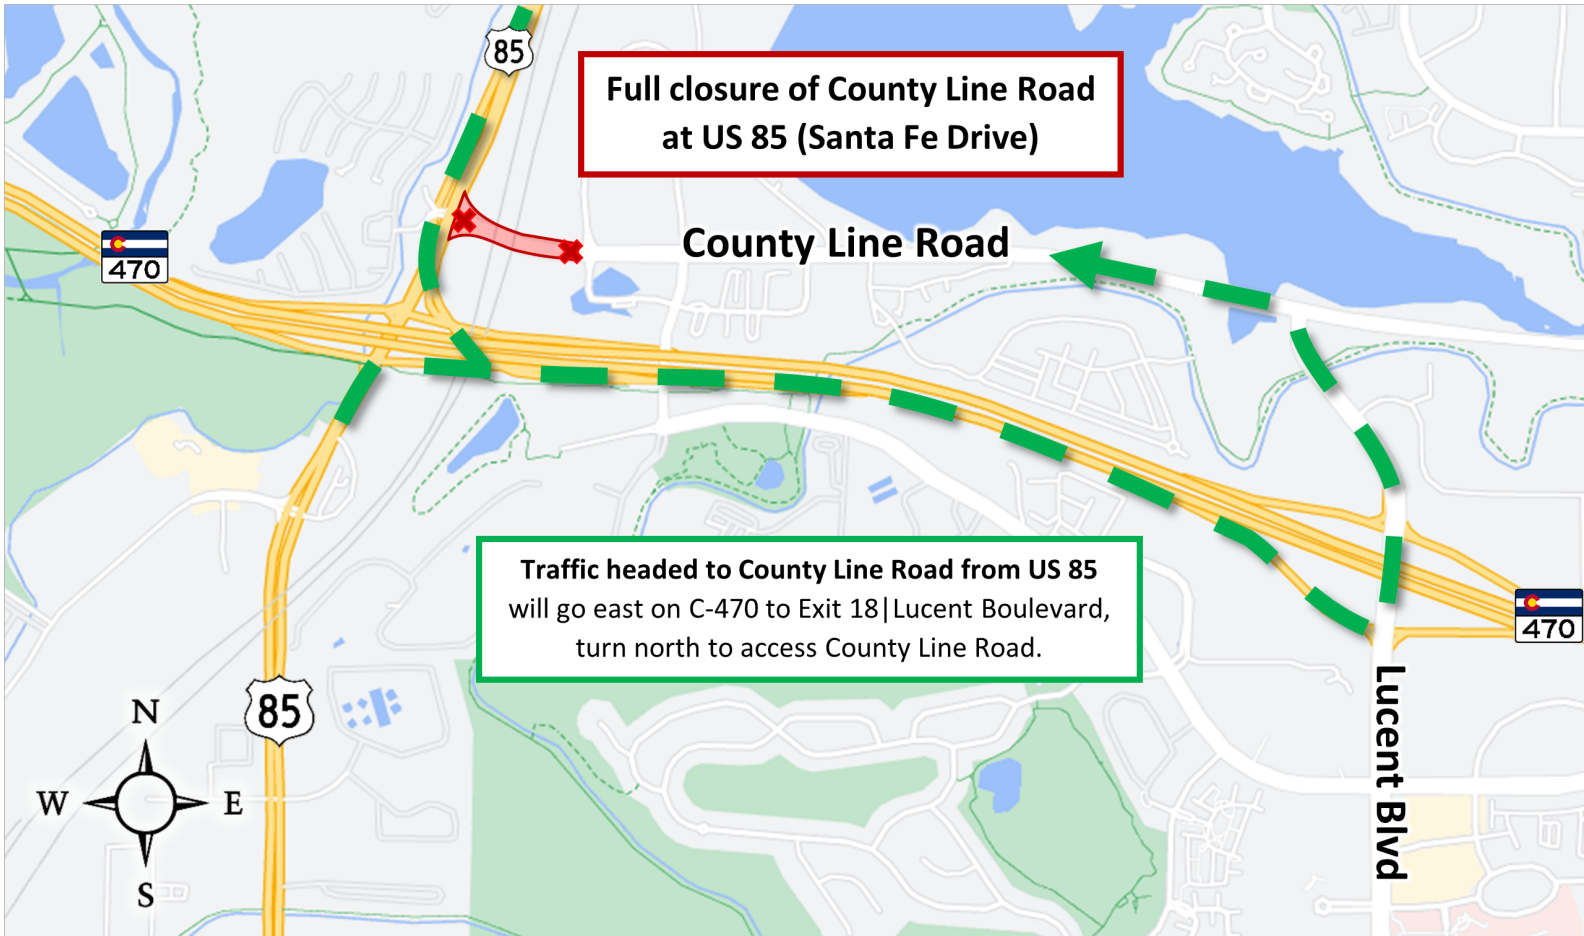 85
Full closure of County Line Road
at US 85 (Santa Fe Drive)
470
County Line Road
Traffic headed to County Line Road from US 85
will go east on C-470 to Exit 18|Lucent Boulevard,
turn north to access County Line Road.
470
Lucent Blvd
85
N
W
E
S